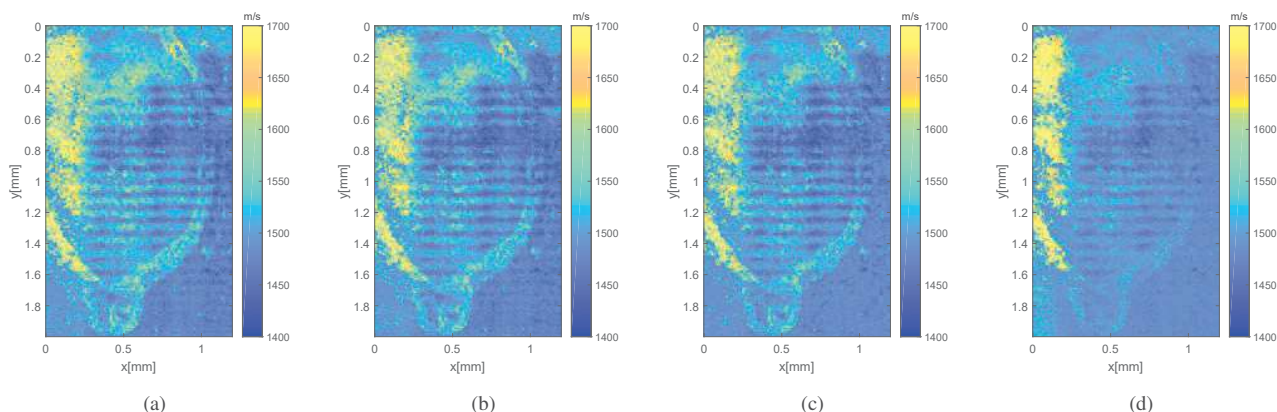 m/s m/s m/s m/s
0 1700 0 1700 0 1700 0 1700
0.2 0.2 0.2 0.2
1650 1650 1650 1650
0.4 0.4 0.4 0.4
0.6 1600 0.6 1600 0.6 1600 0.6 1600
0.8 0.8 0.8 0.8
y[mm] 1 1550 y[mm] 1 1550 y[mm] 1 1550 y[mm] 1 1550
1.2 1.2 1.2 1.2
1.4 1500 1.4 1500 1.4 1500 1.4 1500
1.6 1.6 1.6 1.6
1450 1450 1450 1450
1.8 1.8 1.8 1.8
1400 1400 1400 1400
0 0.5 1 0 0.5 1 0 0.5 1 0 0.5 1
x[mm] x[mm] x[mm] x[mm]
(a) (b) (c) (d)